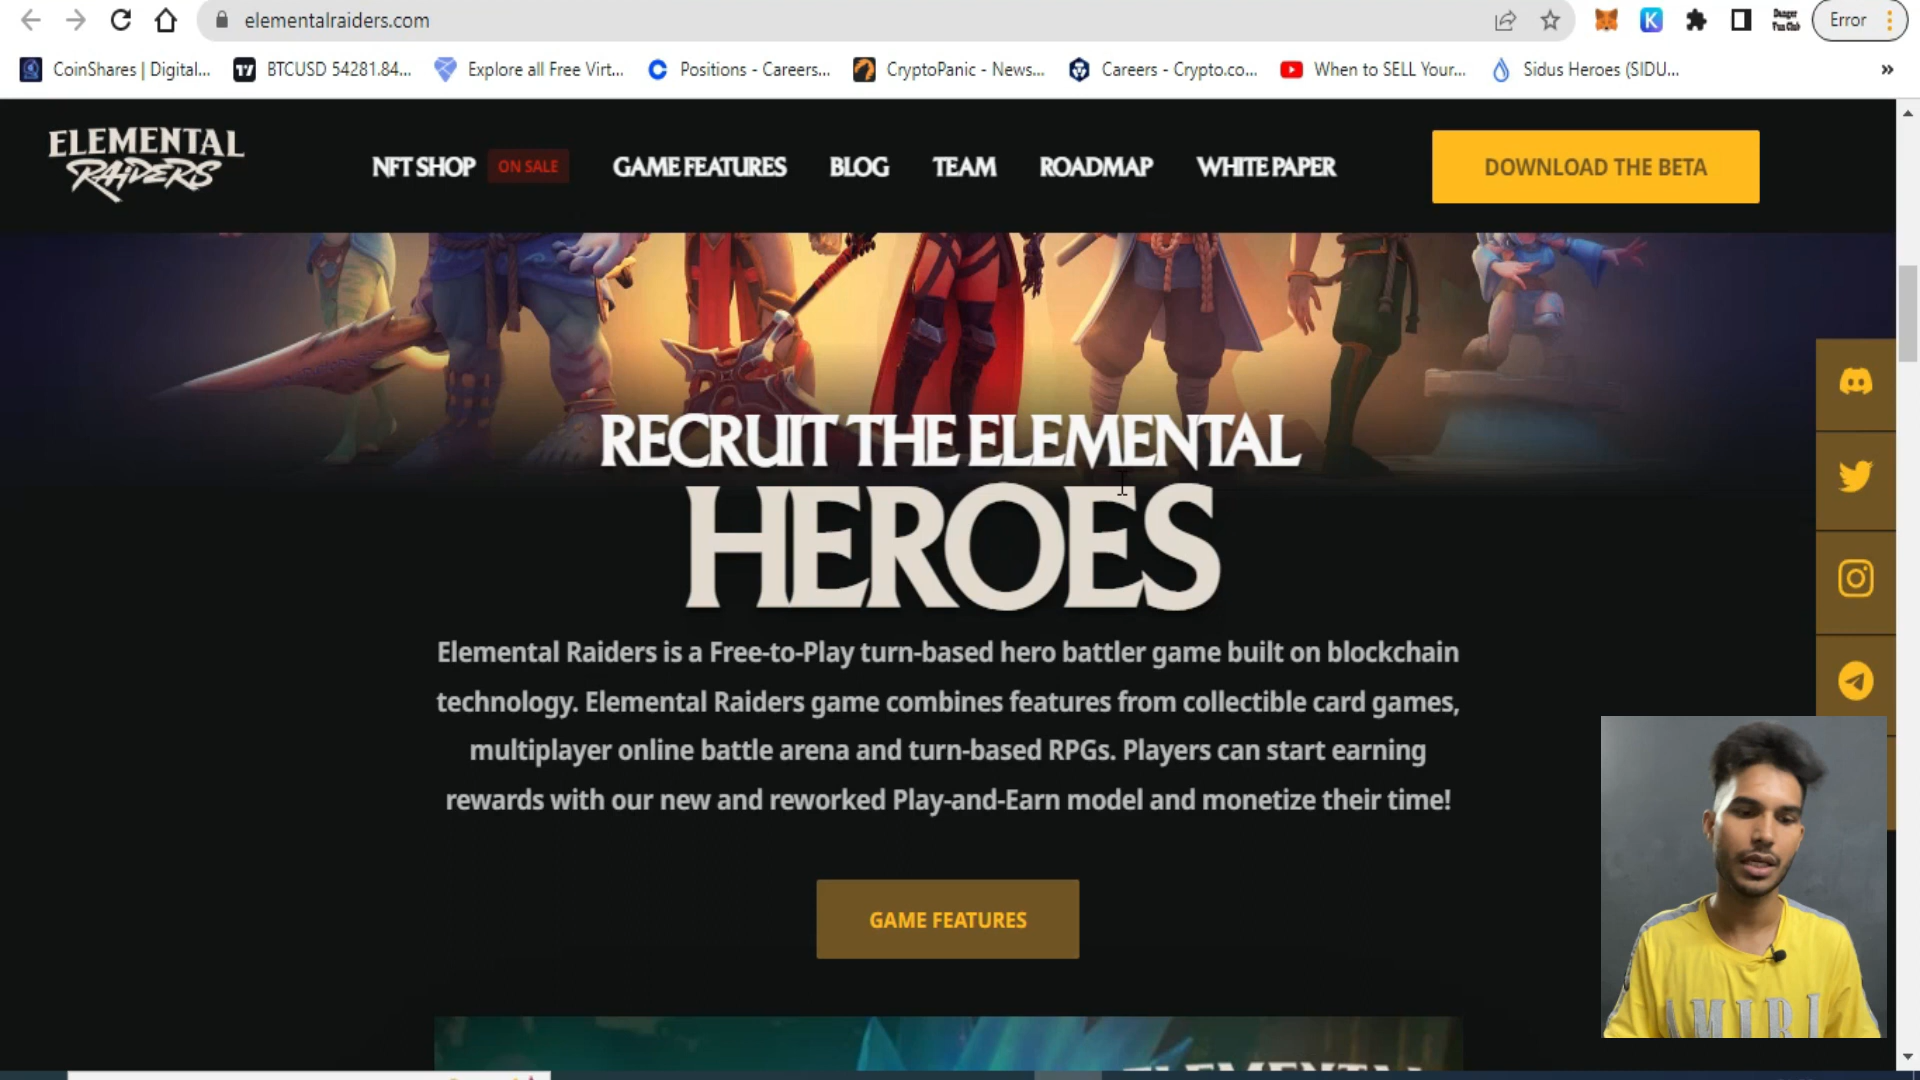 elementalraiders.com
Error
CoinShares | Digital...
BTCUSD 54281.84...
Explore all Free Virt...
Positions - Careers...
CryptoPanic - News...
Careers - Crypto.co...
When to SELL Your...
Sidus Heroes (SIDU...
ELEMENTAL
RAIDERS
NFT SHOP
ON SALE
GAME FEATURES
BLOG
TEAM
ROADMAP
WHITE PAPER
DOWNLOAD THE BETA
RECRUIT THE ELEMENTAL
HEROES
Elemental Raiders is a Free-to-Play turn-based hero battler game built on blockchain
technology. Elemental Raiders game combines features from collectible card games,
multiplayer online battle arena and turn-based RPGs. Players can start earning
rewards with our new and reworked Play-and-Earn model and monetize their time!
GAME FEATURES
AMIRI